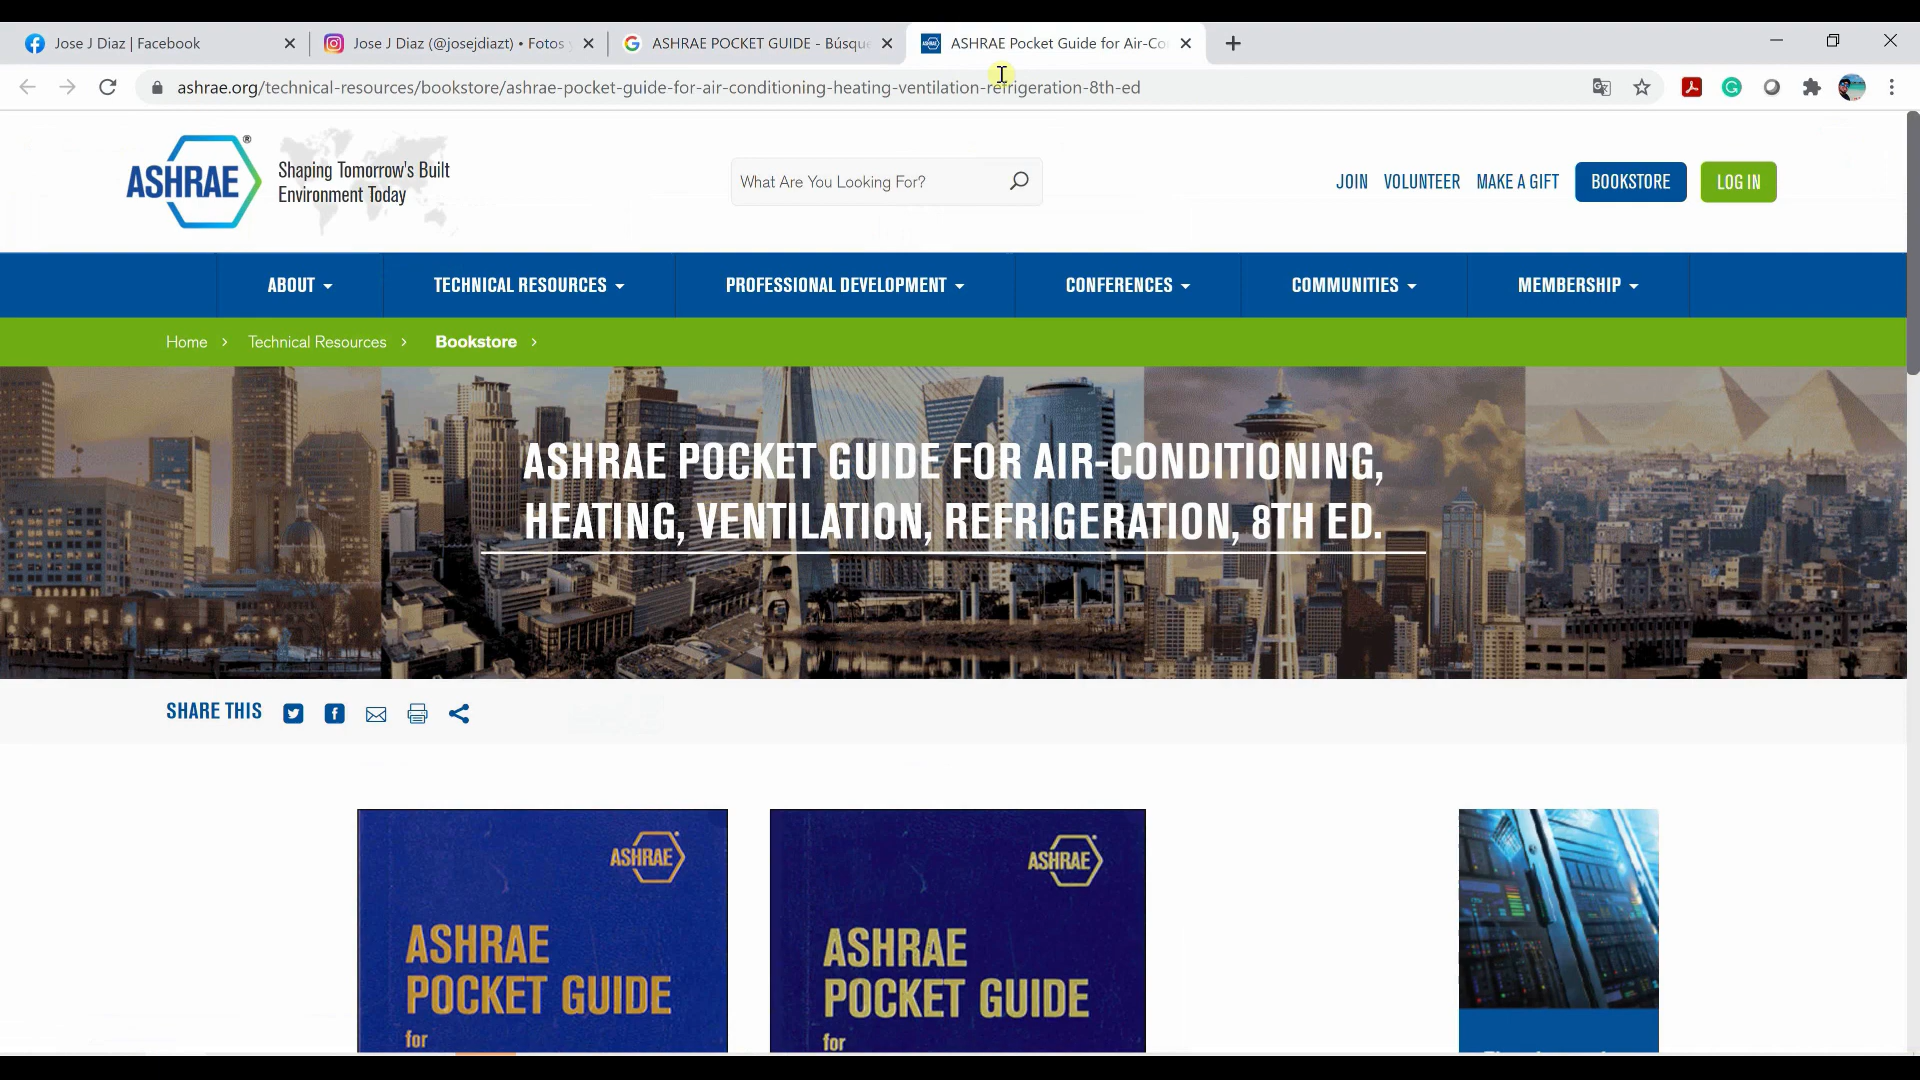 Jose J Diaz | Facebook
Jose J Diaz (@josejdiazt) • Fotos
ASHRAE POCKET GUIDE - Búsque
ASHRAE Pocket Guide for Air-Co
ashrae.org/technical-resources/bookstore/ashrae-pocket-guide-for-air-conditioning-heating-ventilation-refrigeration-8th-ed
ASHRAE
Shaping Tomorrow's Built
Environment Today
What Are You Looking For?
JOIN VOLUNTEER MAKE A GIFT BOOKSTORE LOG IN
ABOUT TECHNICAL RESOURCES PROFESSIONAL DEVELOPMENT CONFERENCES COMMUNITIES MEMBERSHIP
Home > Technical Resources > Bookstore >
ASHRAE POCKET GUIDE FOR AIR-CONDITIONING,
HEATING, VENTILATION, REFRIGERATION, 8TH ED.
SHARE THIS
ASHRAE
ASHRAE
POCKET GUIDE
for
ASHRAE
ASHRAE
POCKET GUIDE
for